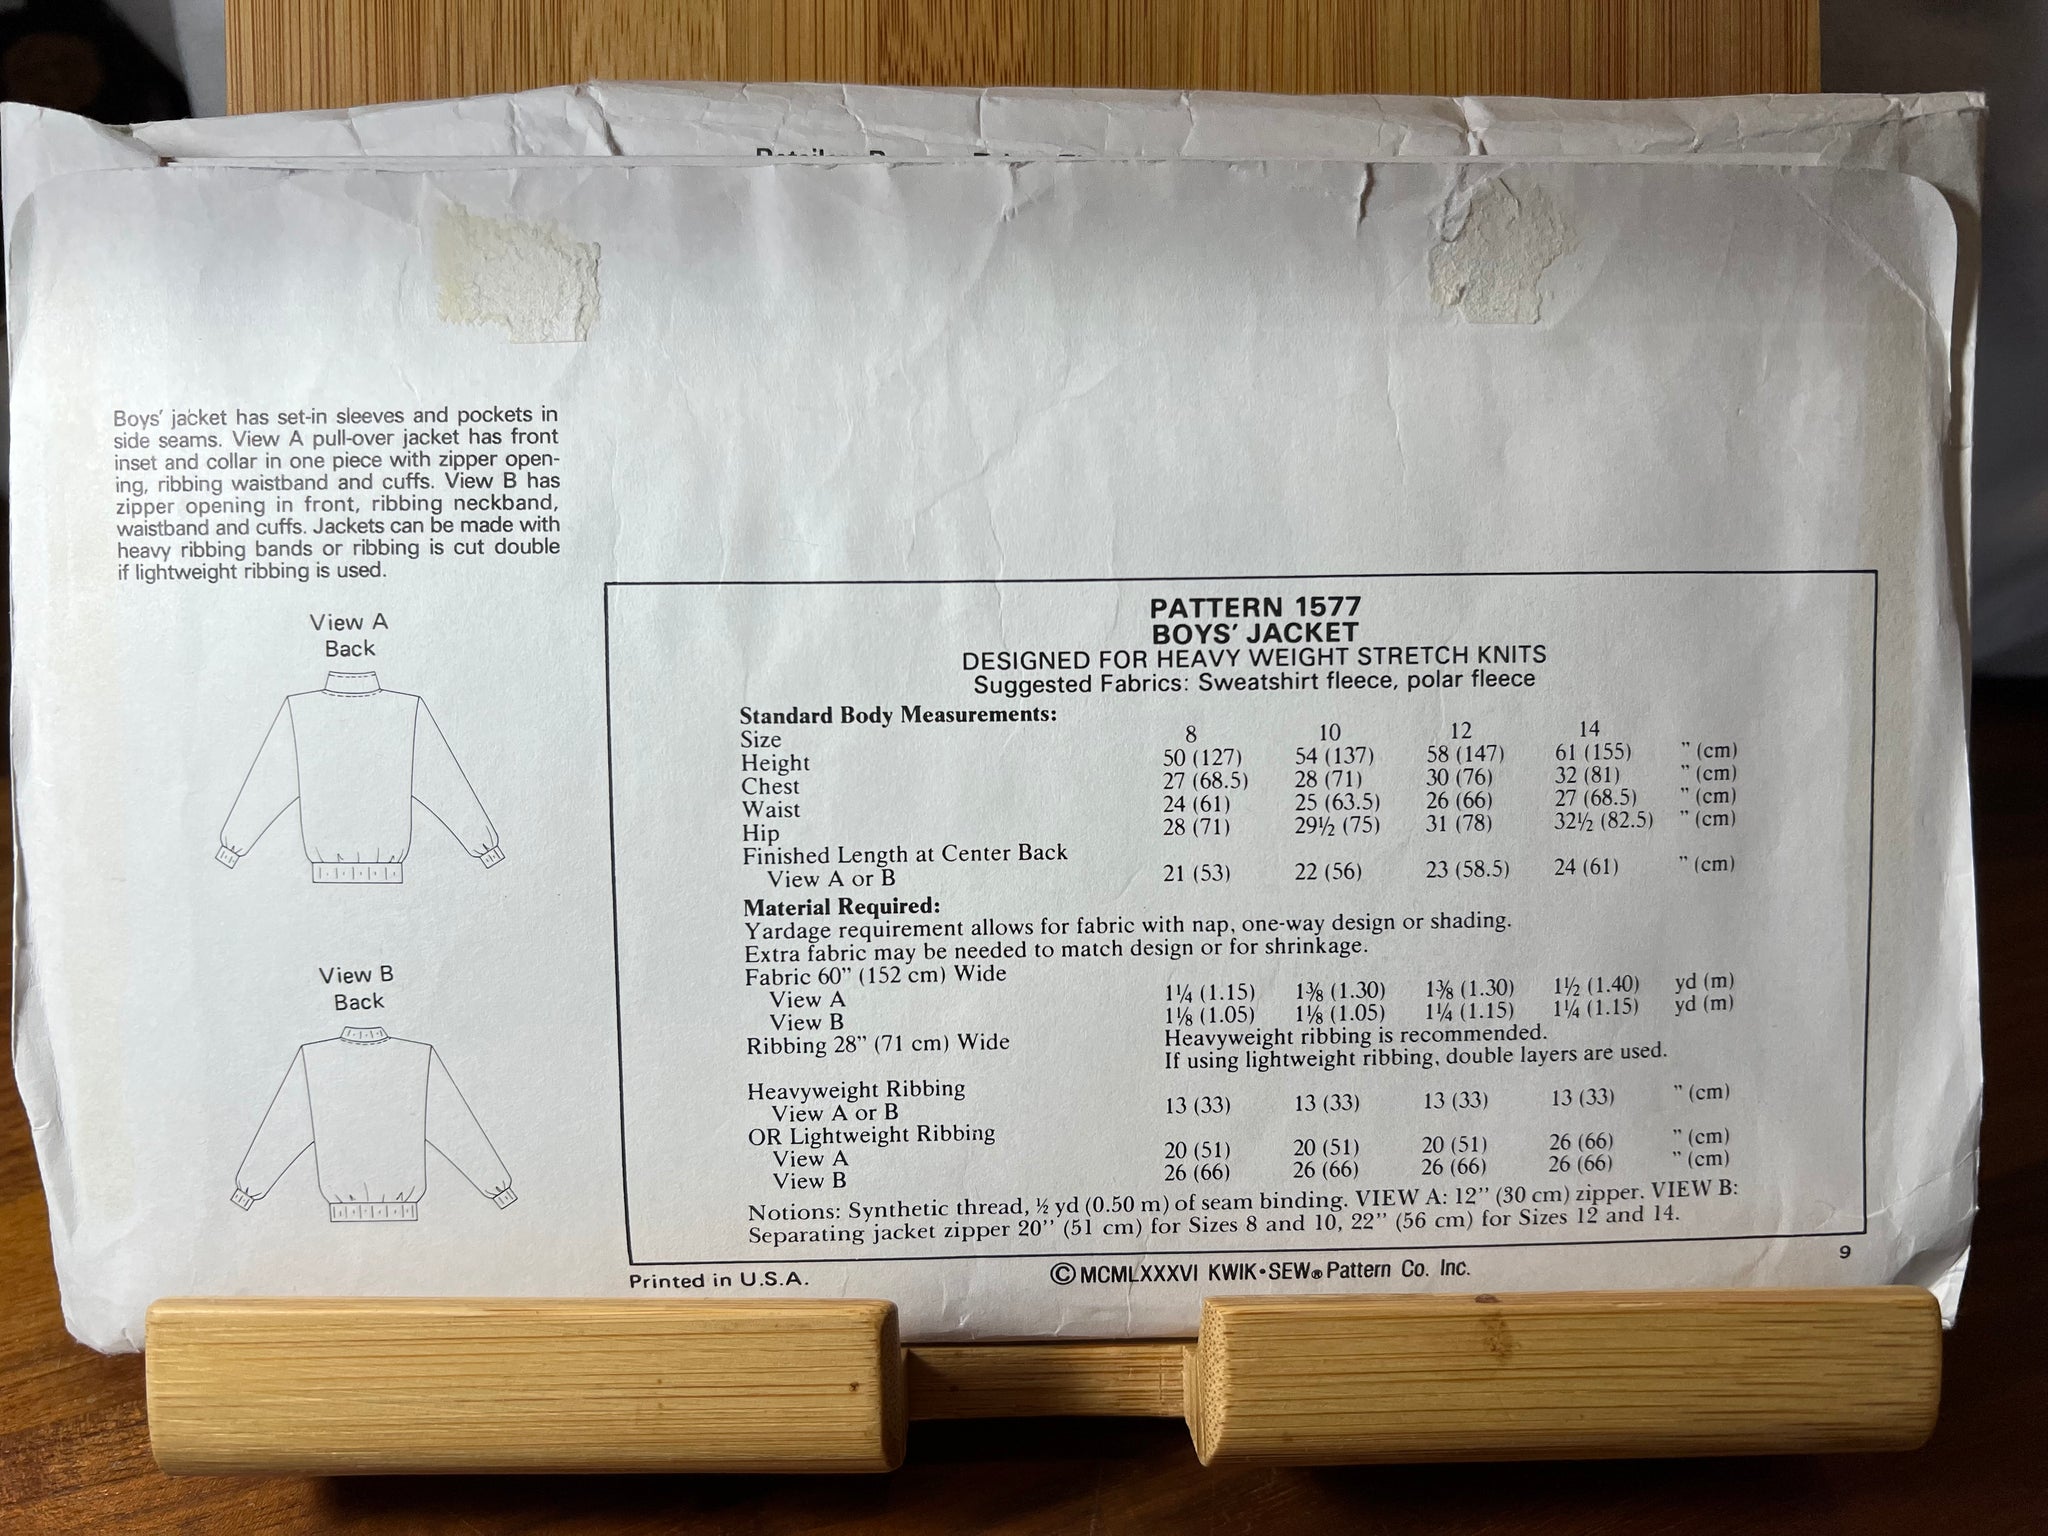 Boys' jacket has set-in sleeves and pockets in
side seams. View A pull-over jacket has front
inset and collar in one piece with zipper open-
ing, ribbing waistband and cuffs. View B has
zipper opening in front, ribbing neckband,
waistband and cuffs. Jackets can be made with
heavy ribbing bands or ribbing is cut double
if lightweight ribbing is used.
View A
Back
View B
Back
PATTERN 1577
BOYS' JACKET
DESIGNED FOR HEAVY WEIGHT STRETCH KNITS
Suggested Fabrics: Sweatshirt fleece, polar fleece
Standard Body Measurements:
Size 8 10 12 14
Height 50 (127) 54 (137) 58 (147) 61 (155) " (cm)
Chest 27 (68.5) 28 (71) 30 (76) 32 (81) " (cm)
Waist 24 (61) 25 (63.5) 26 (66) 27 (68.5) " (cm)
Hip 28 (71) 29½ (75) 31 (78) 32½ (82.5) " (cm)
Finished Length at Center Back
View A or B 21 (53) 22 (56) 23 (58.5) 24 (61) " (cm)
Material Required:
Yardage requirement allows for fabric with nap, one-way design or shading.
Extra fabric may be needed to match design or for shrinkage.
Fabric 60" (152 cm) Wide
View A 1¼ (1.15) 1⅜ (1.30) 1⅜ (1.30) 1½ (1.40) yd (m)
View B 1⅛ (1.05) 1⅛ (1.05) 1¼ (1.15) 1¼ (1.15) yd (m)
Ribbing 28" (71 cm) Wide Heavyweight ribbing is recommended.
If using lightweight ribbing, double layers are used.
Heavyweight Ribbing
View A or B 13 (33) 13 (33) 13 (33) 13 (33) " (cm)
OR Lightweight Ribbing
View A 20 (51) 20 (51) 20 (51) 26 (66) " (cm)
View B 26 (66) 26 (66) 26 (66) 26 (66) " (cm)
Notions: Synthetic thread, ½ yd (0.50 m) of seam binding. VIEW A: 12" (30 cm) zipper. VIEW B:
Separating jacket zipper 20" (51 cm) for Sizes 8 and 10, 22" (56 cm) for Sizes 12 and 14.
9
Printed in U.S.A.
© MCMLXXXVI KWIK•SEW® Pattern Co. Inc.